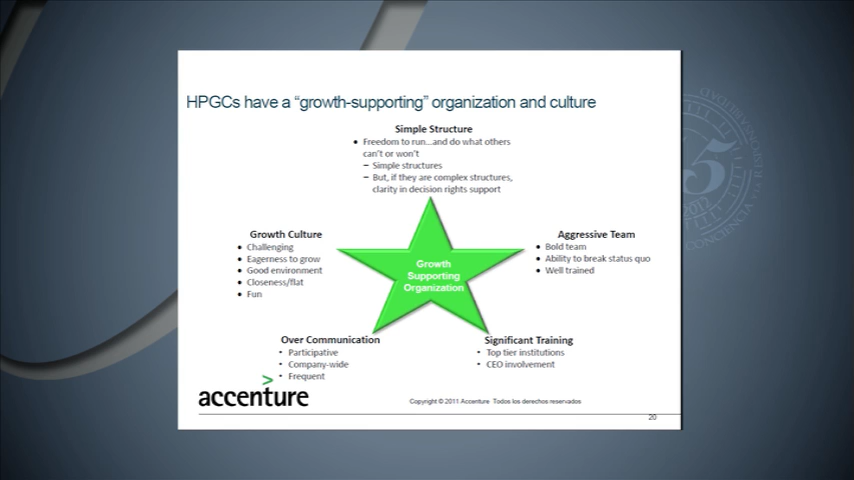 HPGCs have a “growth-supporting” organization and culture
Simple Structure
• Freedom to run...and do what others
can't or won't
– Simple structures
– But, if they are complex structures,
clarity in decision rights support
Growth Culture
• Challenging
• Eagerness to grow
• Good environment
• Closeness/flat
• Fun
Aggressive Team
• Bold team
• Ability to break status quo
• Well trained
Growth
Supporting
Organization
Over Communication
• Participative
• Company-wide
• Frequent
Significant Training
• Top tier institutions
• CEO involvement
accenture
Copyright © 2011 Accenture Todos los derechos reservados
20
2012
CONCIENCIA